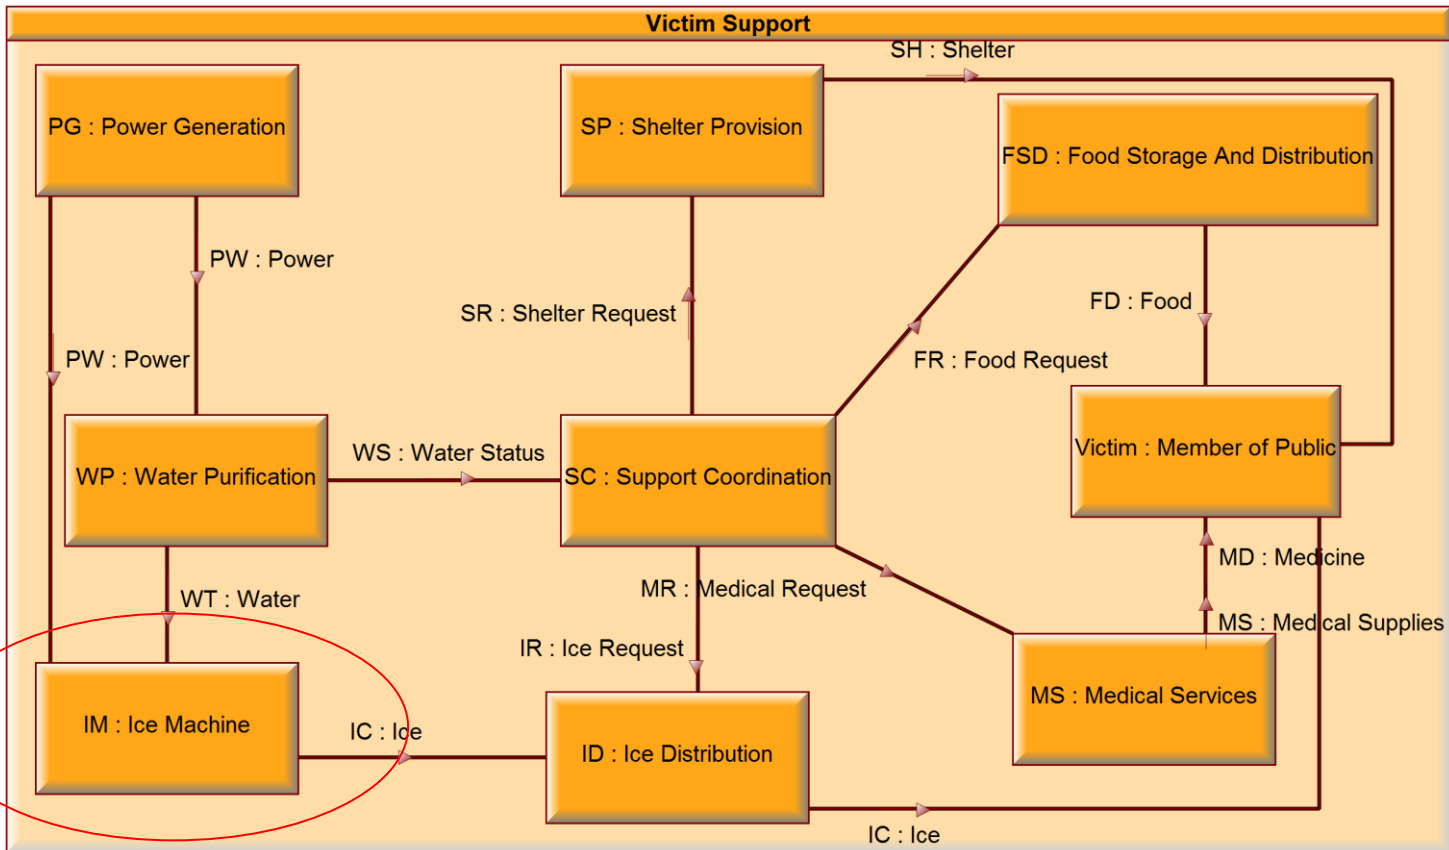 Victim Support
SH : Shelter
PG : Power Generation
SP : Shelter Provision
FSD : Food Storage And Distribution
PW : Power
SR : Shelter Request
FD : Food
PW : Power
FR : Food Request
WP : Water Purification
WS : Water Status
SC : Support Coordination
Victim : Member of Public
WT : Water
MR : Medical Request
MD : Medicine
MS : Medical Supplies
IR : Ice Request
IM : Ice Machine
IC : Ice
ID : Ice Distribution
MS : Medical Services
IC : Ice